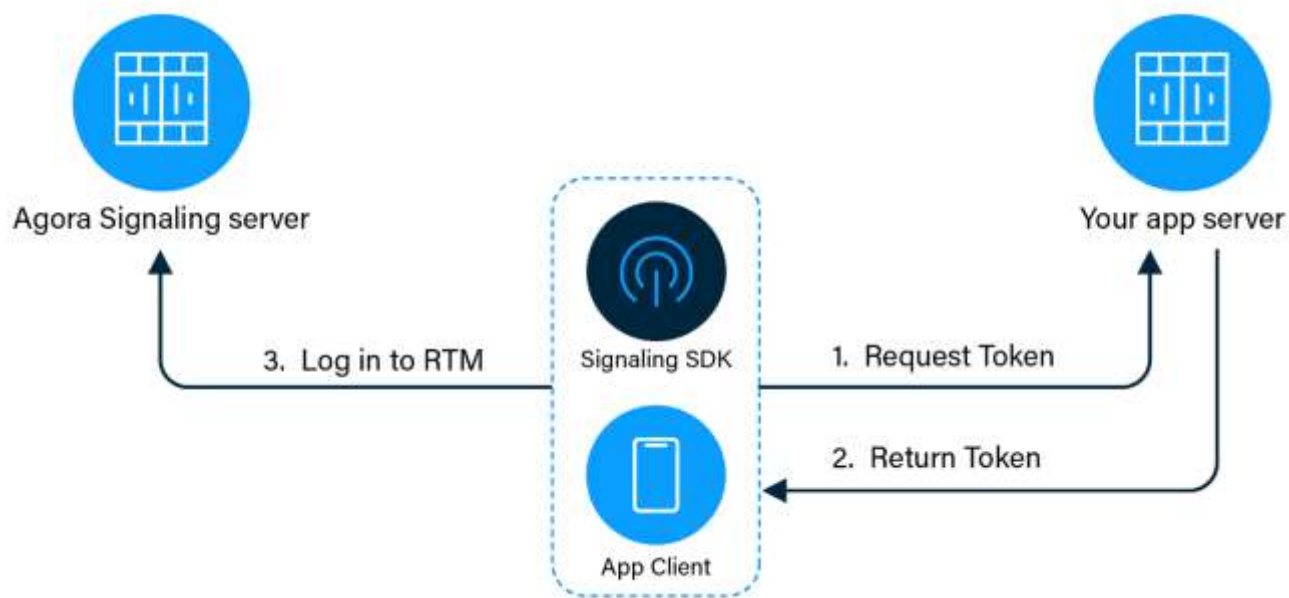 Agora Signaling server
Your app server
Signaling SDK
3. Log in to RTM
1. Request Token
2. Return Token
App Client